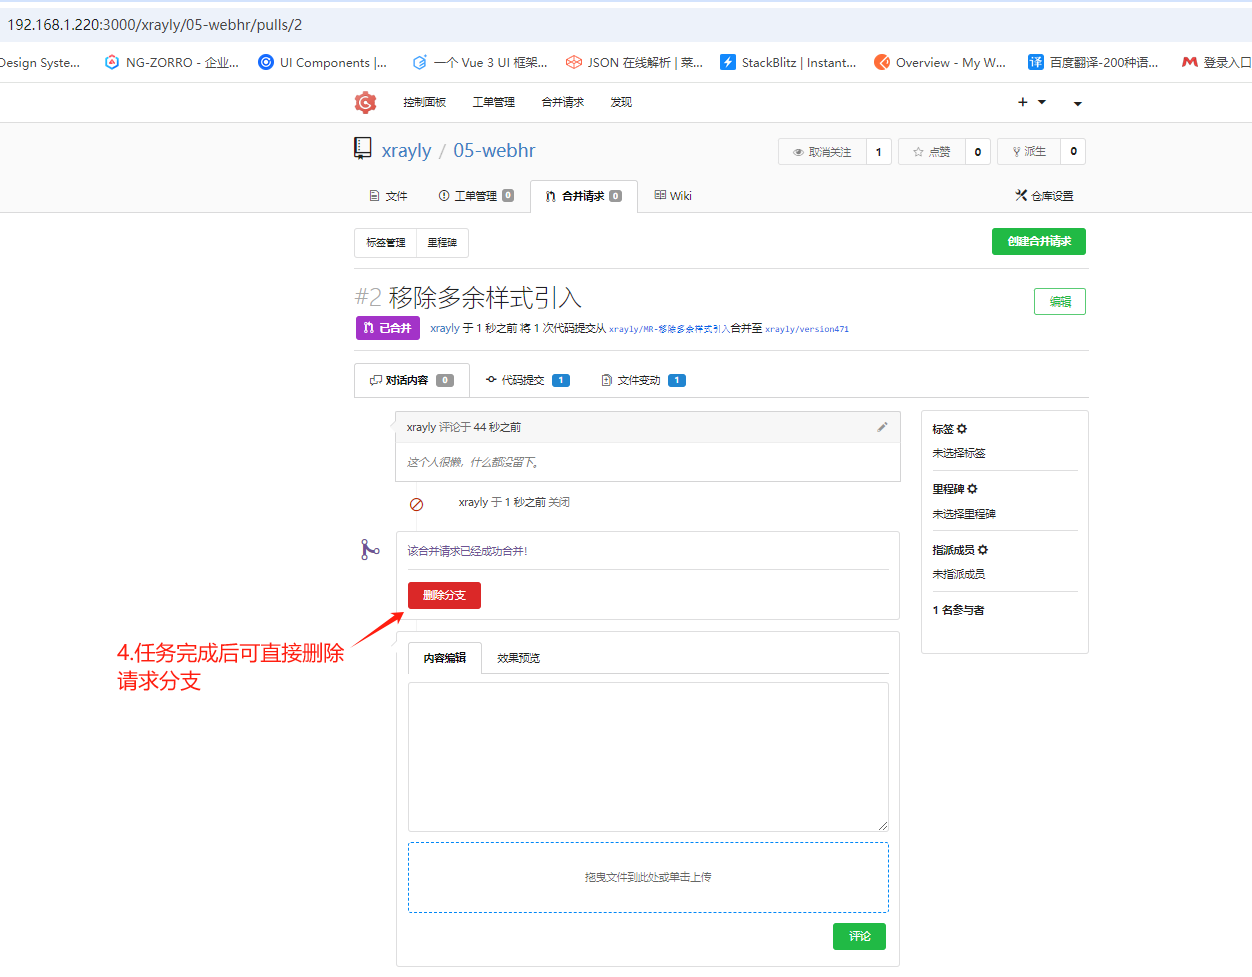 192.168.1.220:3000/xrayly/05-webhr/pulls/2
Design Syste... NG-ZORRO - 企业... UI Components |... 一个 Vue 3 UI 框架... JSON 在线解析 | 菜... StackBlitz | Instant... Overview - My W... 百度翻译-200种语... 登录入口
控制面板 工单管理 合并请求 发现
xrayly / 05-webhr 取消关注 1 点赞 0 派生 0
文件 工单管理 0 合并请求 0 Wiki 仓库设置
标签管理 里程碑 创建合并请求
#2 移除多余样式引入 编辑
已合并 xrayly 于 1 秒之前 将 1 次代码提交从 xrayly/MR-移除多余样式引入合并至 xrayly/version471
对话内容 0 代码提交 1 文件变动 1
xrayly 评论于 44 秒之前
这个人很懒，什么都没留下。
xrayly 于 1 秒之前 关闭
该合并请求已经成功合并！
删除分支
4.任务完成后可直接删除
请求分支
内容编辑 效果预览
拖曳文件到此处或单击上传
评论
标签
未选择标签
里程碑
未选择里程碑
指派成员
未指派成员
1 名参与者